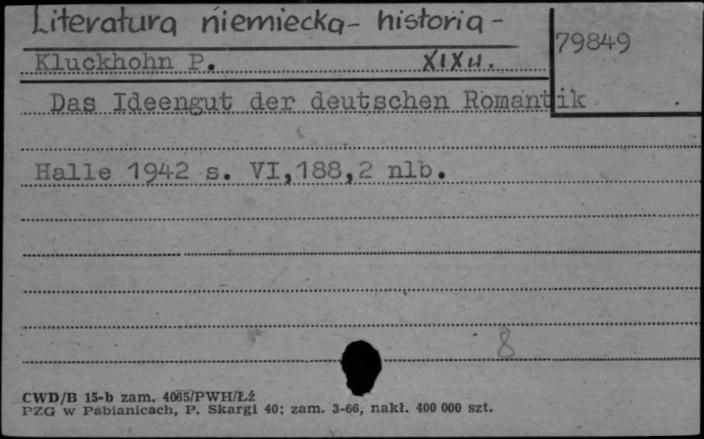 Literatura niemiecka - historia -
79849
Kluckhohn P. XIX w.
Das Ideengut der deutschen Romantik
Halle 1942 s. VI,188,2 nlb.
8
CWD/B 15-b zam. 4065/PWH/Łź
PZG w Pabianicach, P. Skargi 40; zam. 3-66, nakł. 400 000 szt.